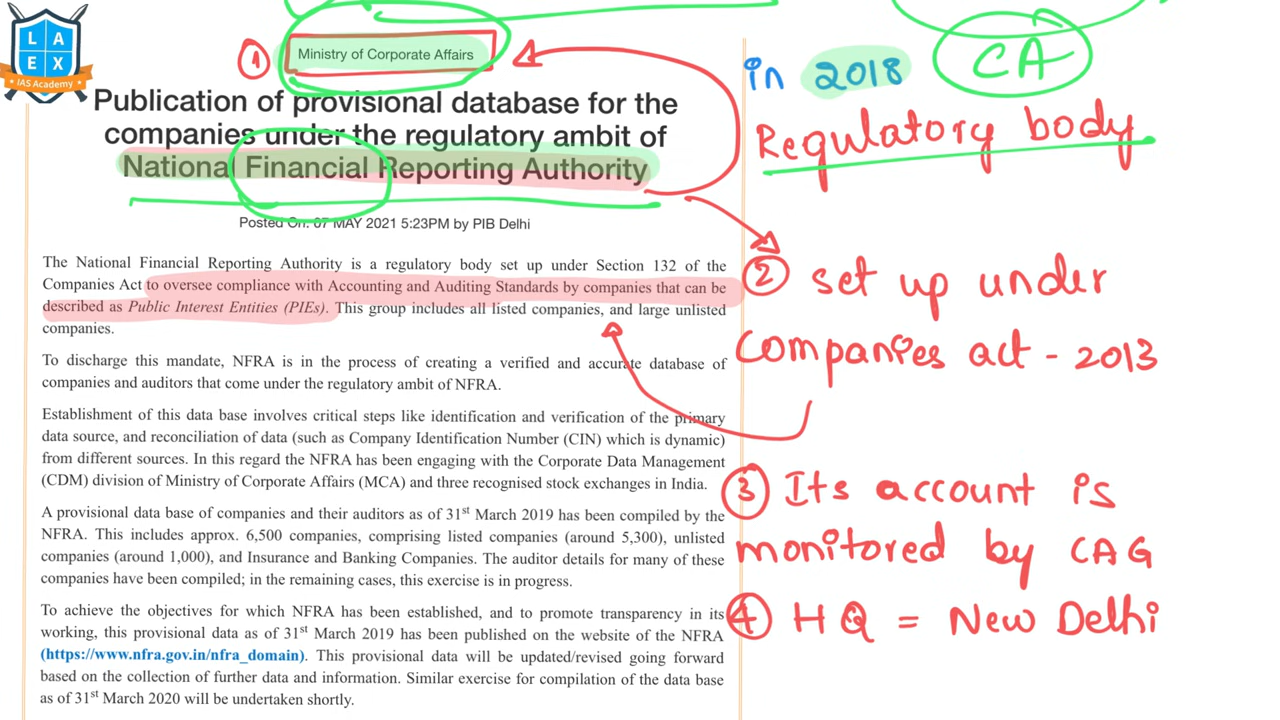 L A
E X
IAS Academy
1
Ministry of Corporate Affairs
Publication of provisional database for the
companies under the regulatory ambit of
National Financial Reporting Authority
Posted On: 07 MAY 2021 5:23PM by PIB Delhi
The National Financial Reporting Authority is a regulatory body set up under Section 132 of the
Companies Act to oversee compliance with Accounting and Auditing Standards by companies that can be
described as Public Interest Entities (PIEs). This group includes all listed companies, and large unlisted
companies.
To discharge this mandate, NFRA is in the process of creating a verified and accurate database of
companies and auditors that come under the regulatory ambit of NFRA.
Establishment of this data base involves critical steps like identification and verification of the primary
data source, and reconciliation of data (such as Company Identification Number (CIN) which is dynamic)
from different sources. In this regard the NFRA has been engaging with the Corporate Data Management
(CDM) division of Ministry of Corporate Affairs (MCA) and three recognised stock exchanges in India.
A provisional data base of companies and their auditors as of 31st March 2019 has been compiled by the
NFRA. This includes approx. 6,500 companies, comprising listed companies (around 5,300), unlisted
companies (around 1,000), and Insurance and Banking Companies. The auditor details for many of these
companies have been compiled; in the remaining cases, this exercise is in progress.
To achieve the objectives for which NFRA has been established, and to promote transparency in its
working, this provisional data as of 31st March 2019 has been published on the website of the NFRA
(https://www.nfra.gov.in/nfra_domain). This provisional data will be updated/revised going forward
based on the collection of further data and information. Similar exercise for compilation of the data base
as of 31st March 2020 will be undertaken shortly.
in 2018
CA
Regulatory body
2 set up under
companies act - 2013
3 Its account is
monitored by CAG
4 HQ = New Delhi